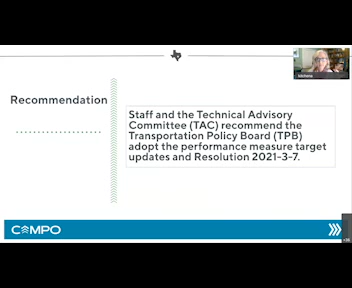 Recommendation
Staff and the Technical Advisory
Committee (TAC) recommend the
Transportation Policy Board (TPB)
adopt the performance measure target
updates and Resolution 2021-3-7.
CAMPO